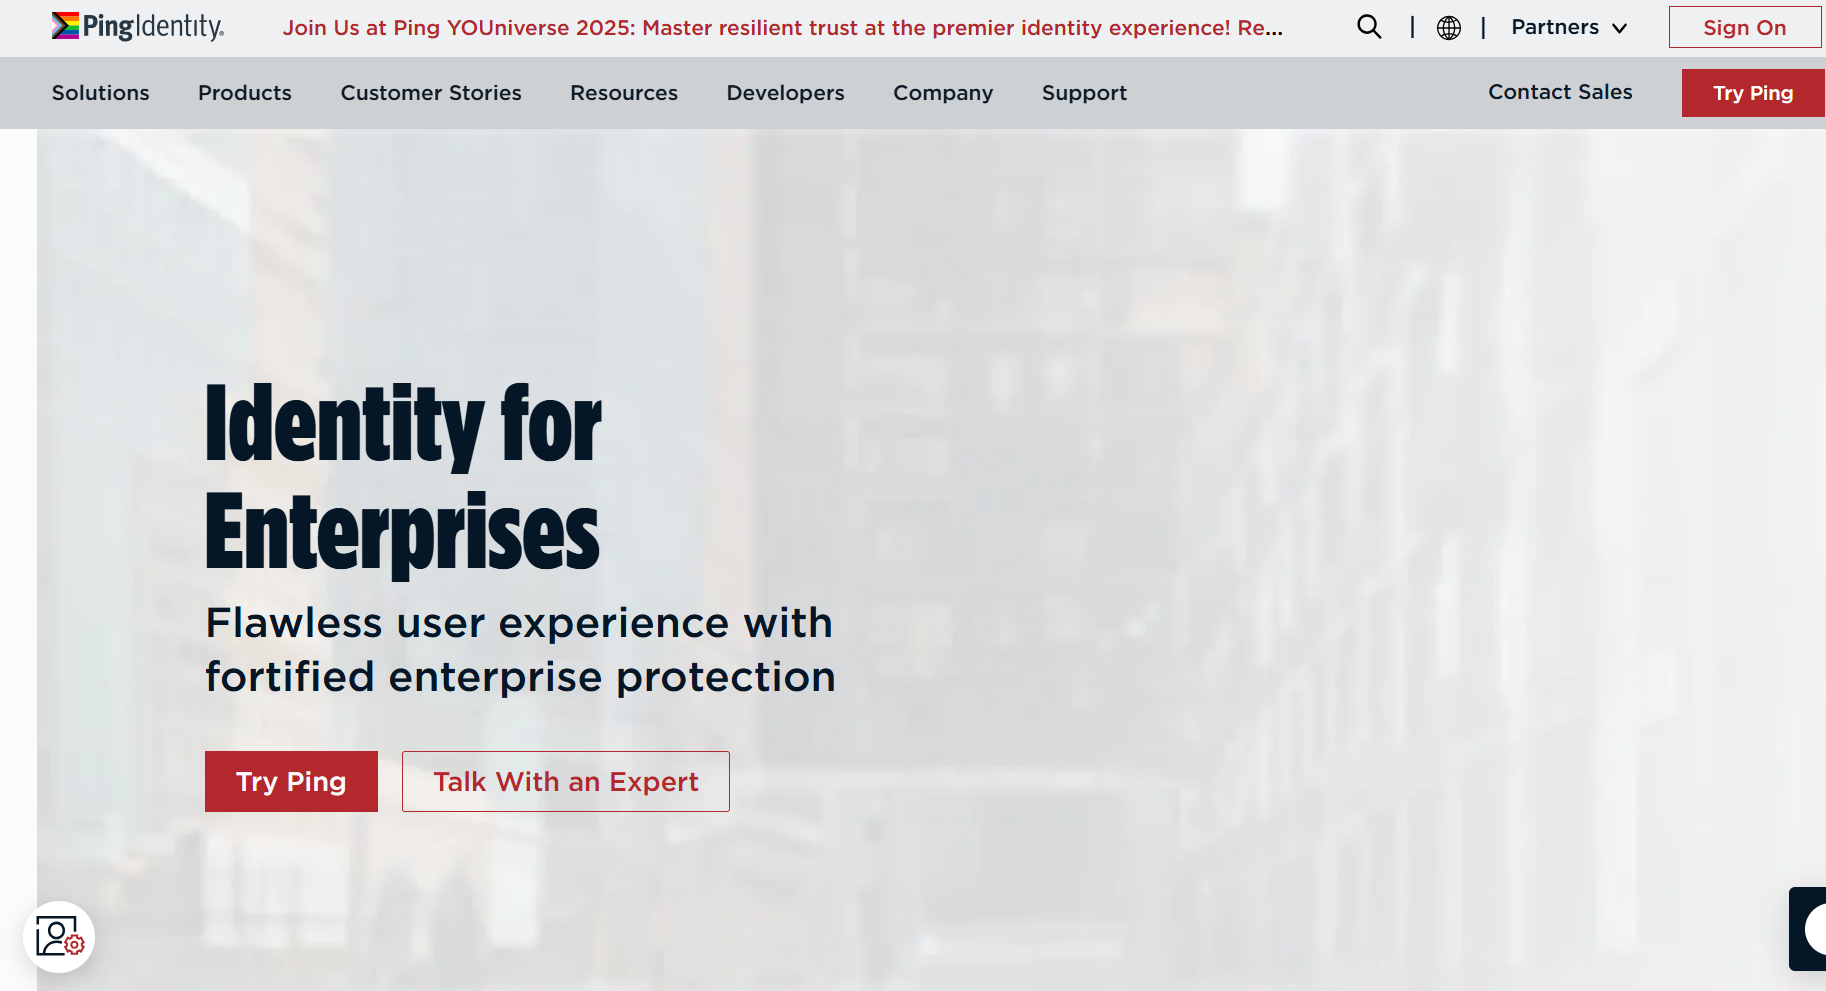 PingIdentity.
Join Us at Ping YOUniverse 2025: Master resilient trust at the premier identity experience! Re...
Partners
Sign On
Solutions
Products
Customer Stories
Resources
Developers
Company
Support
Contact Sales
Try Ping
Identity for
Enterprises
Flawless user experience with
fortified enterprise protection
Try Ping
Talk With an Expert